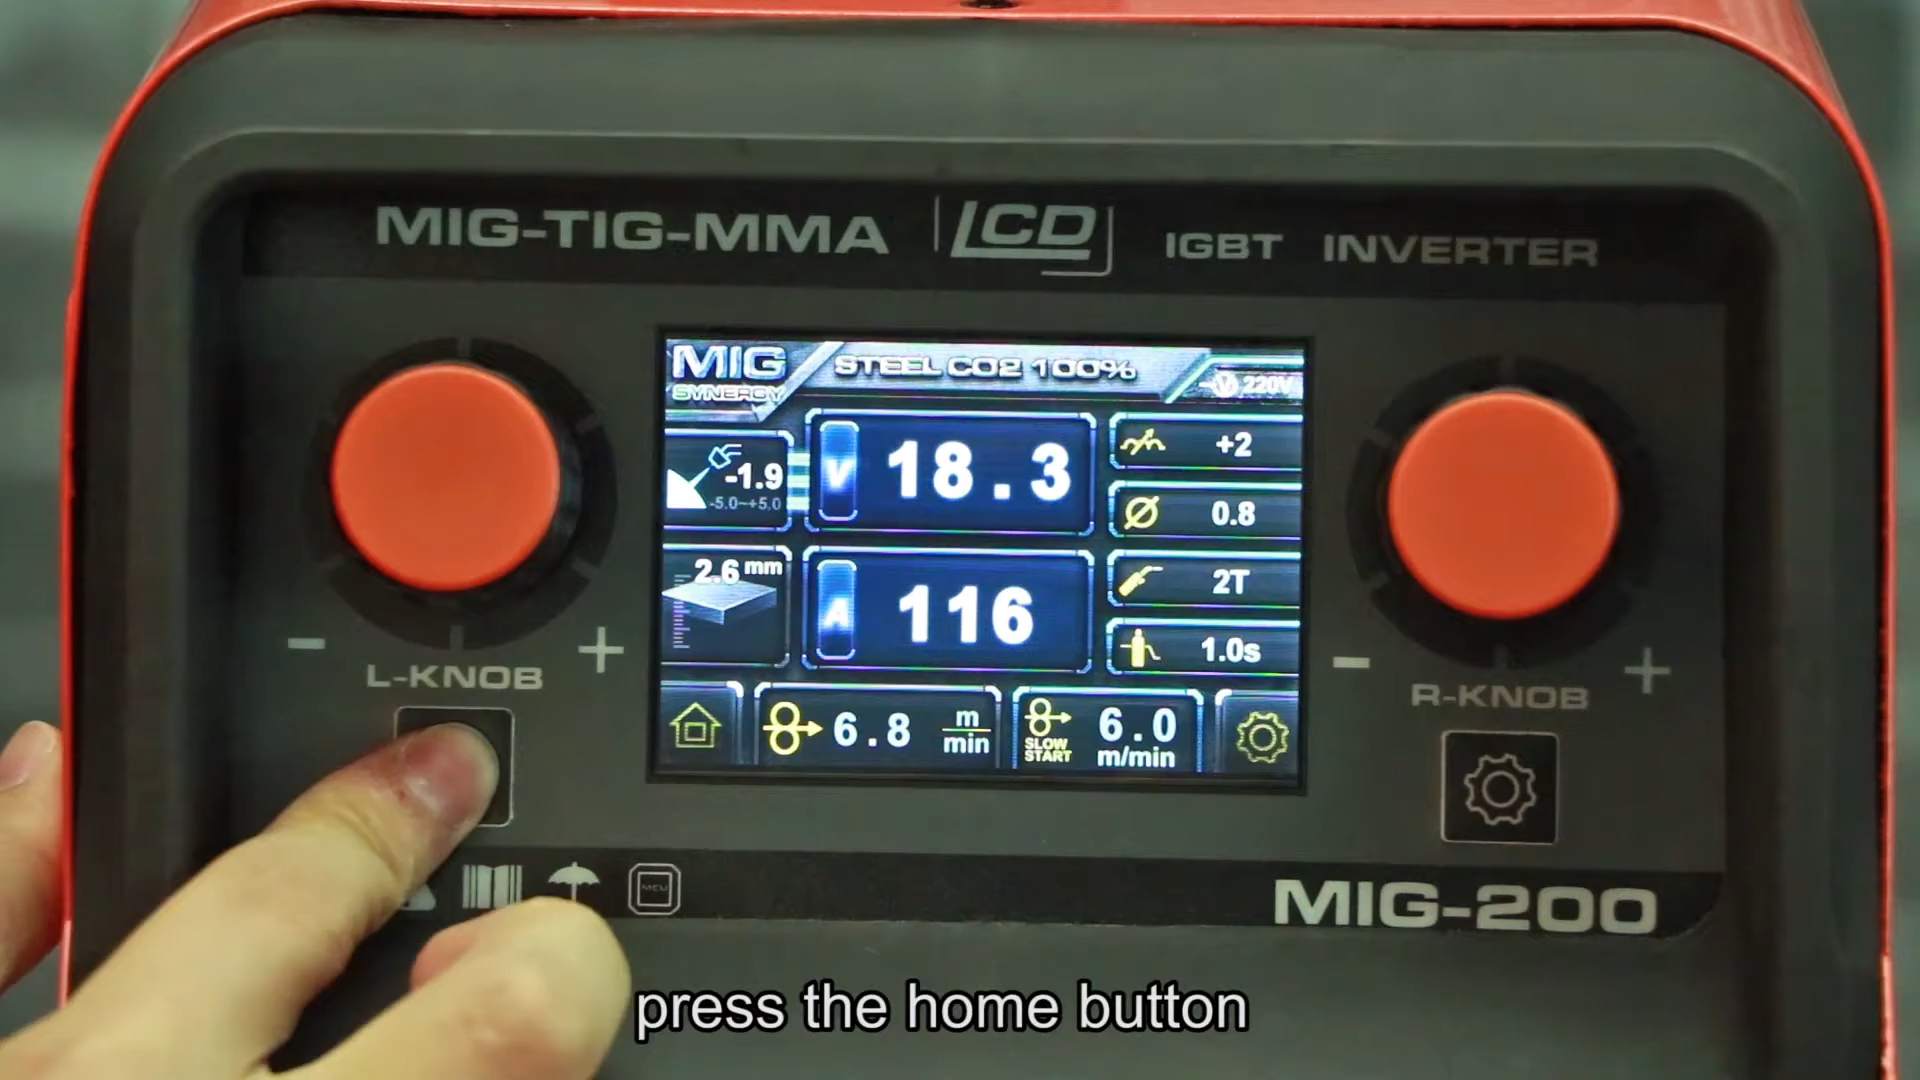 MIG-TIG-MMA LCD IGBT INVERTER
MIG
SYNERGY
STEEL CO2 100%
220V
-1.9
-5.0~+5.0
V
18.3
+2
0.8
2.6 mm
A
116
2T
1.0s
6.8 m/min
SLOW START
6.0 m/min
- +
L-KNOB
- +
R-KNOB
MCU
MIG-200
press the home button